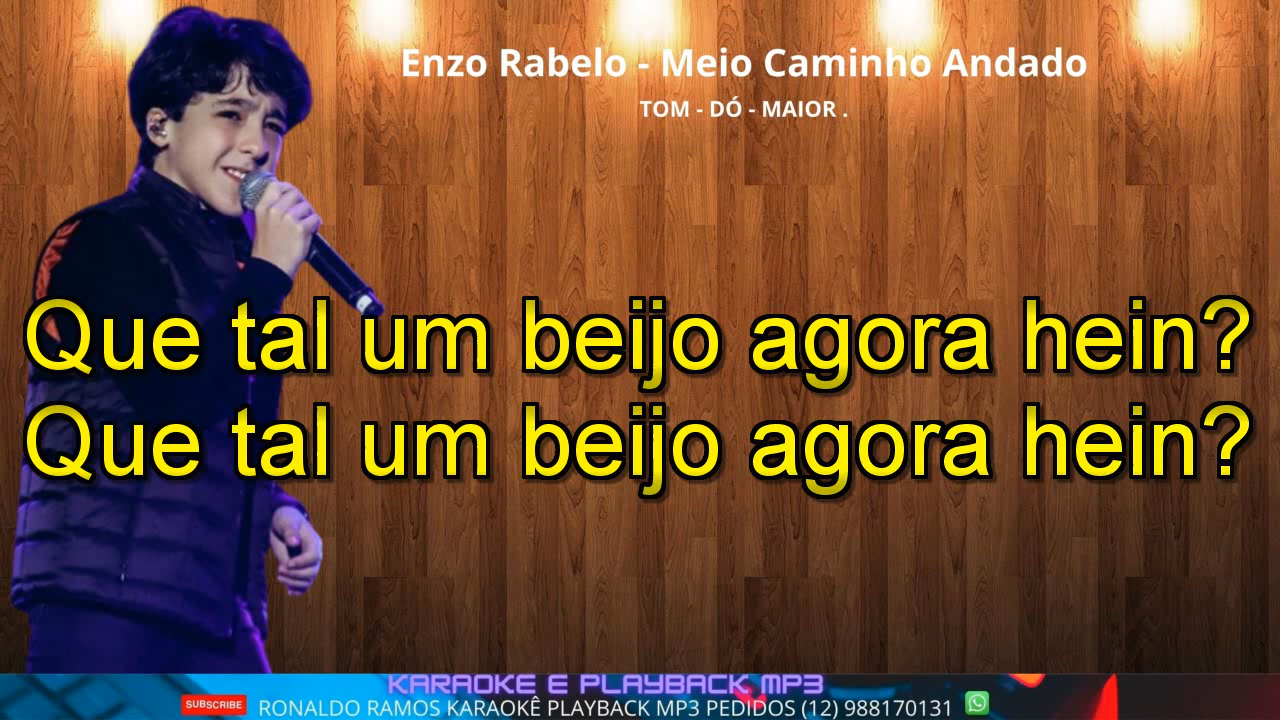 Enzo Rabelo - Meio Caminho Andado
TOM - DÓ - MAIOR .
Que tal um beijo agora hein?
Que tal um beijo agora hein?
KARAOKE E PLAYBACK MP3
SUBSCRIBE RONALDO RAMOS KARAOKÊ PLAYBACK MP3 PEDIDOS (12) 988170131